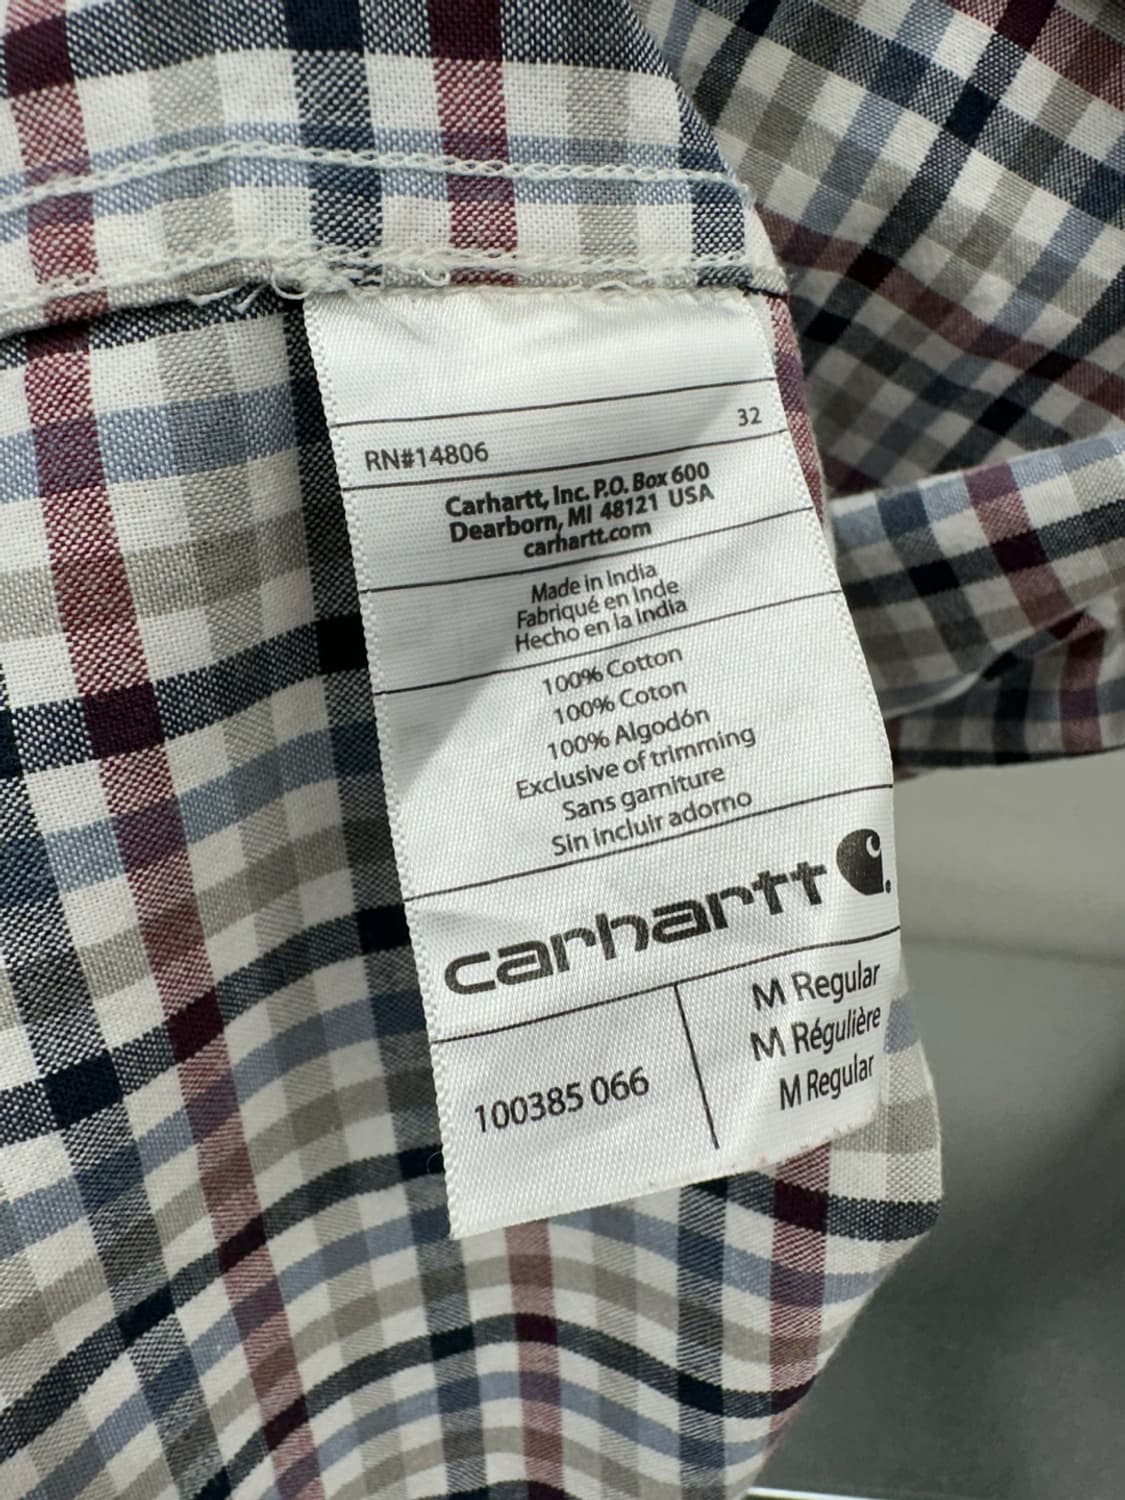 32
RN#14806
Carhartt, Inc. P.O. Box 600
Dearborn, MI 48121 USA
carhartt.com
Made in India
Fabriqué en Inde
Hecho en la India
100% Cotton
100% Coton
100% Algodón
Exclusive of trimming
Sans garniture
Sin incluir adorno
carhartt
100385 066
M Regular
M Régulière
M Regular